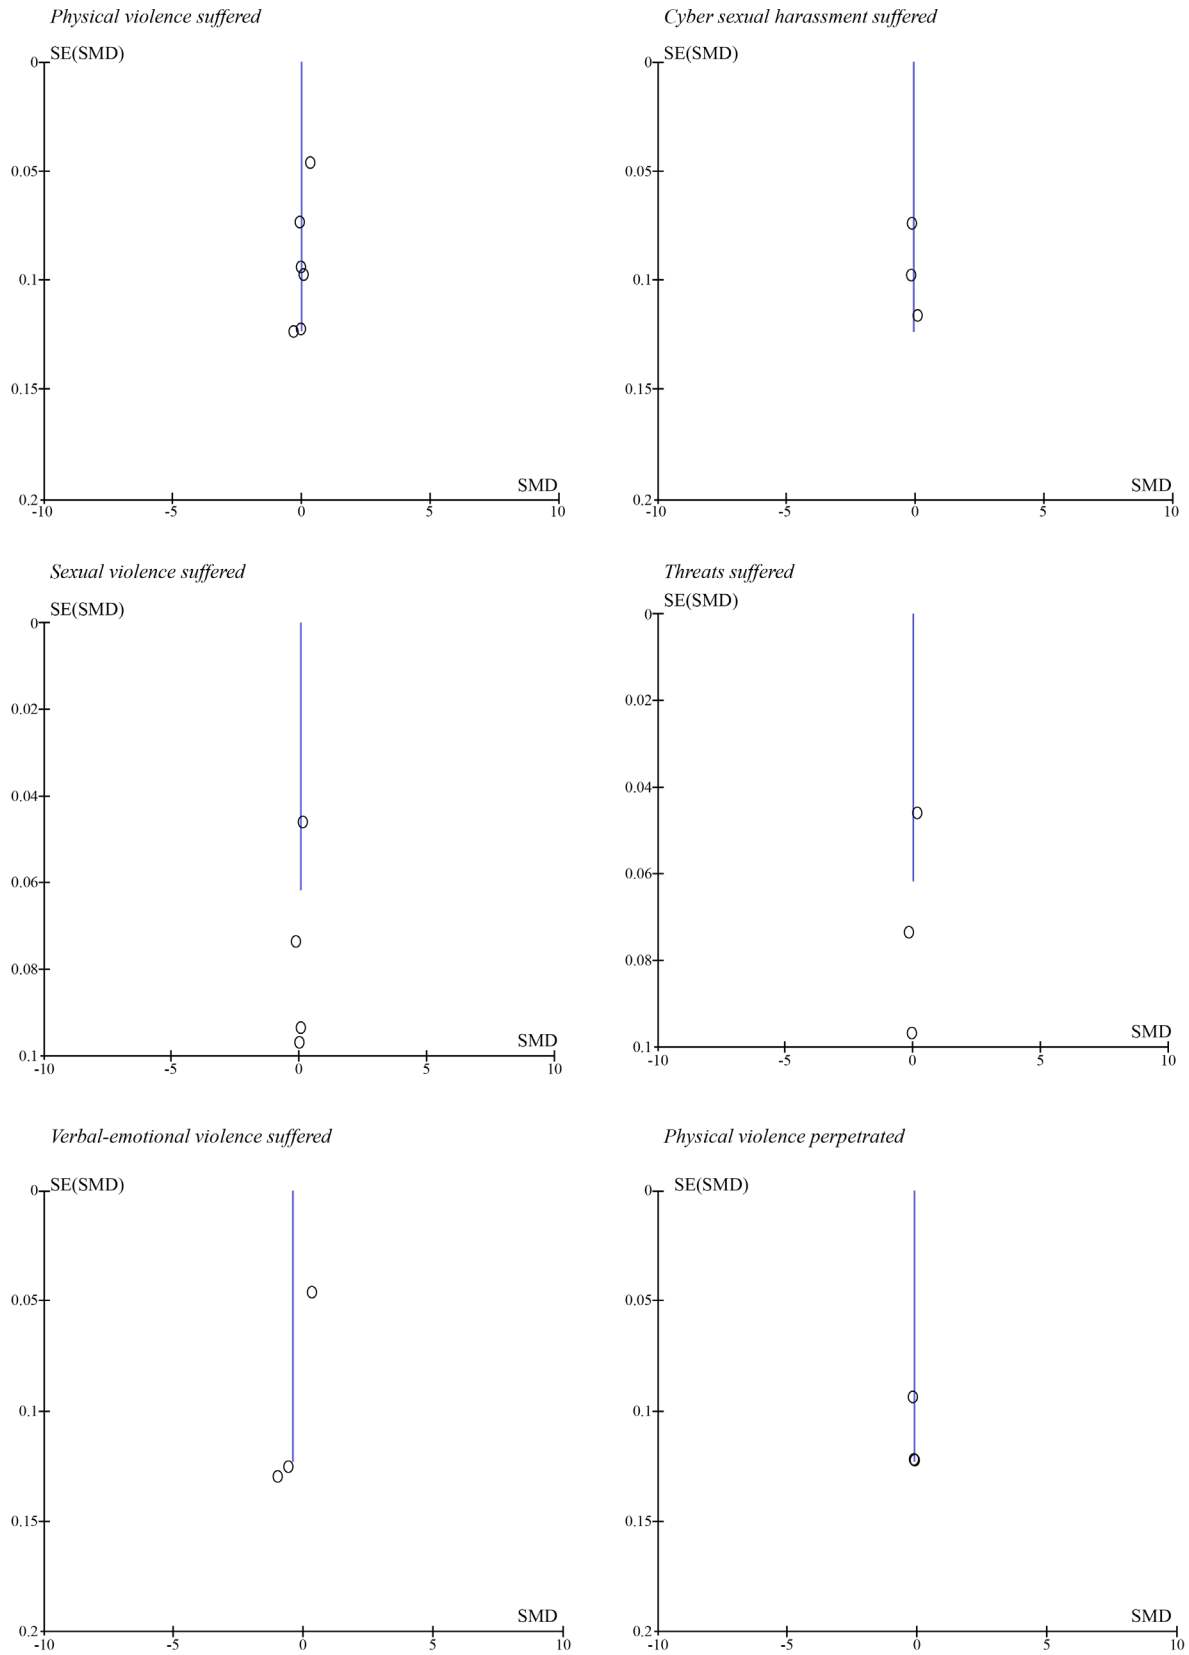 Physical violence suffered
SE(SMD)
0
0.05
0.1
0.15
0.2
SMD
-10 -5 0 5 10
Cyber sexual harassment suffered
SE(SMD)
0
0.05
0.1
0.15
0.2
SMD
-10 -5 0 5 10
Sexual violence suffered
SE(SMD)
0
0.02
0.04
0.06
0.08
0.1
SMD
-10 -5 0 5 10
Threats suffered
SE(SMD)
0
0.02
0.04
0.06
0.08
0.1
SMD
-10 -5 0 5 10
Verbal-emotional violence suffered
SE(SMD)
0
0.05
0.1
0.15
0.2
SMD
-10 -5 0 5 10
Physical violence perpetrated
SE(SMD)
0
0.05
0.1
0.15
0.2
SMD
-10 -5 0 5 10